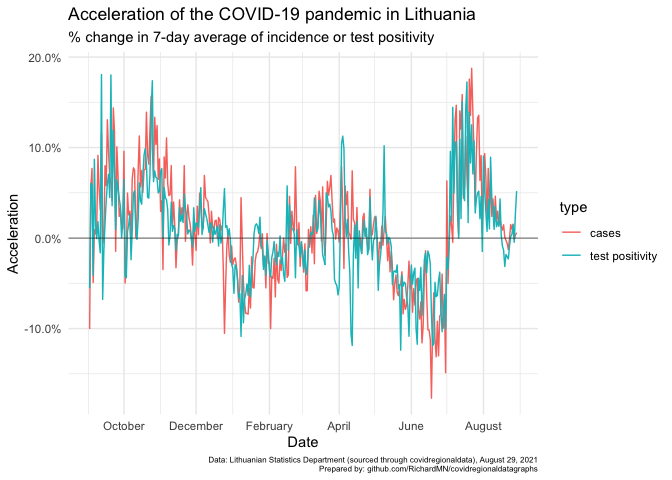 Acceleration of the COVID-19 pandemic in Lithuania
% change in 7-day average of incidence or test positivity
20.0%
10.0%
0.0%
-10.0%
Acceleration
October December February April June August
Date
type
cases
test positivity
Data: Lithuanian Statistics Department (sourced through covidregionaldata), August 29, 2021
Prepared by: github.com/RichardMN/covidregionaldatagraphs